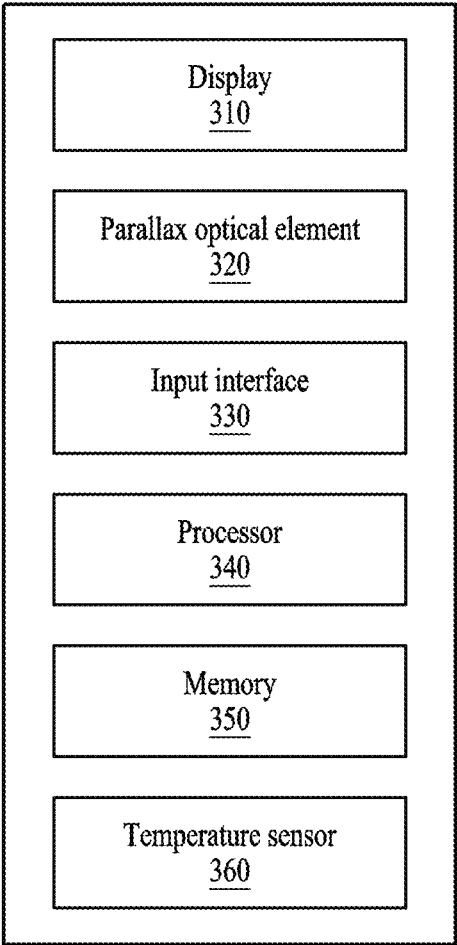 Display
310
Parallax optical element
320
Input interface
330
Processor
340
Memory
350
Temperature sensor
360